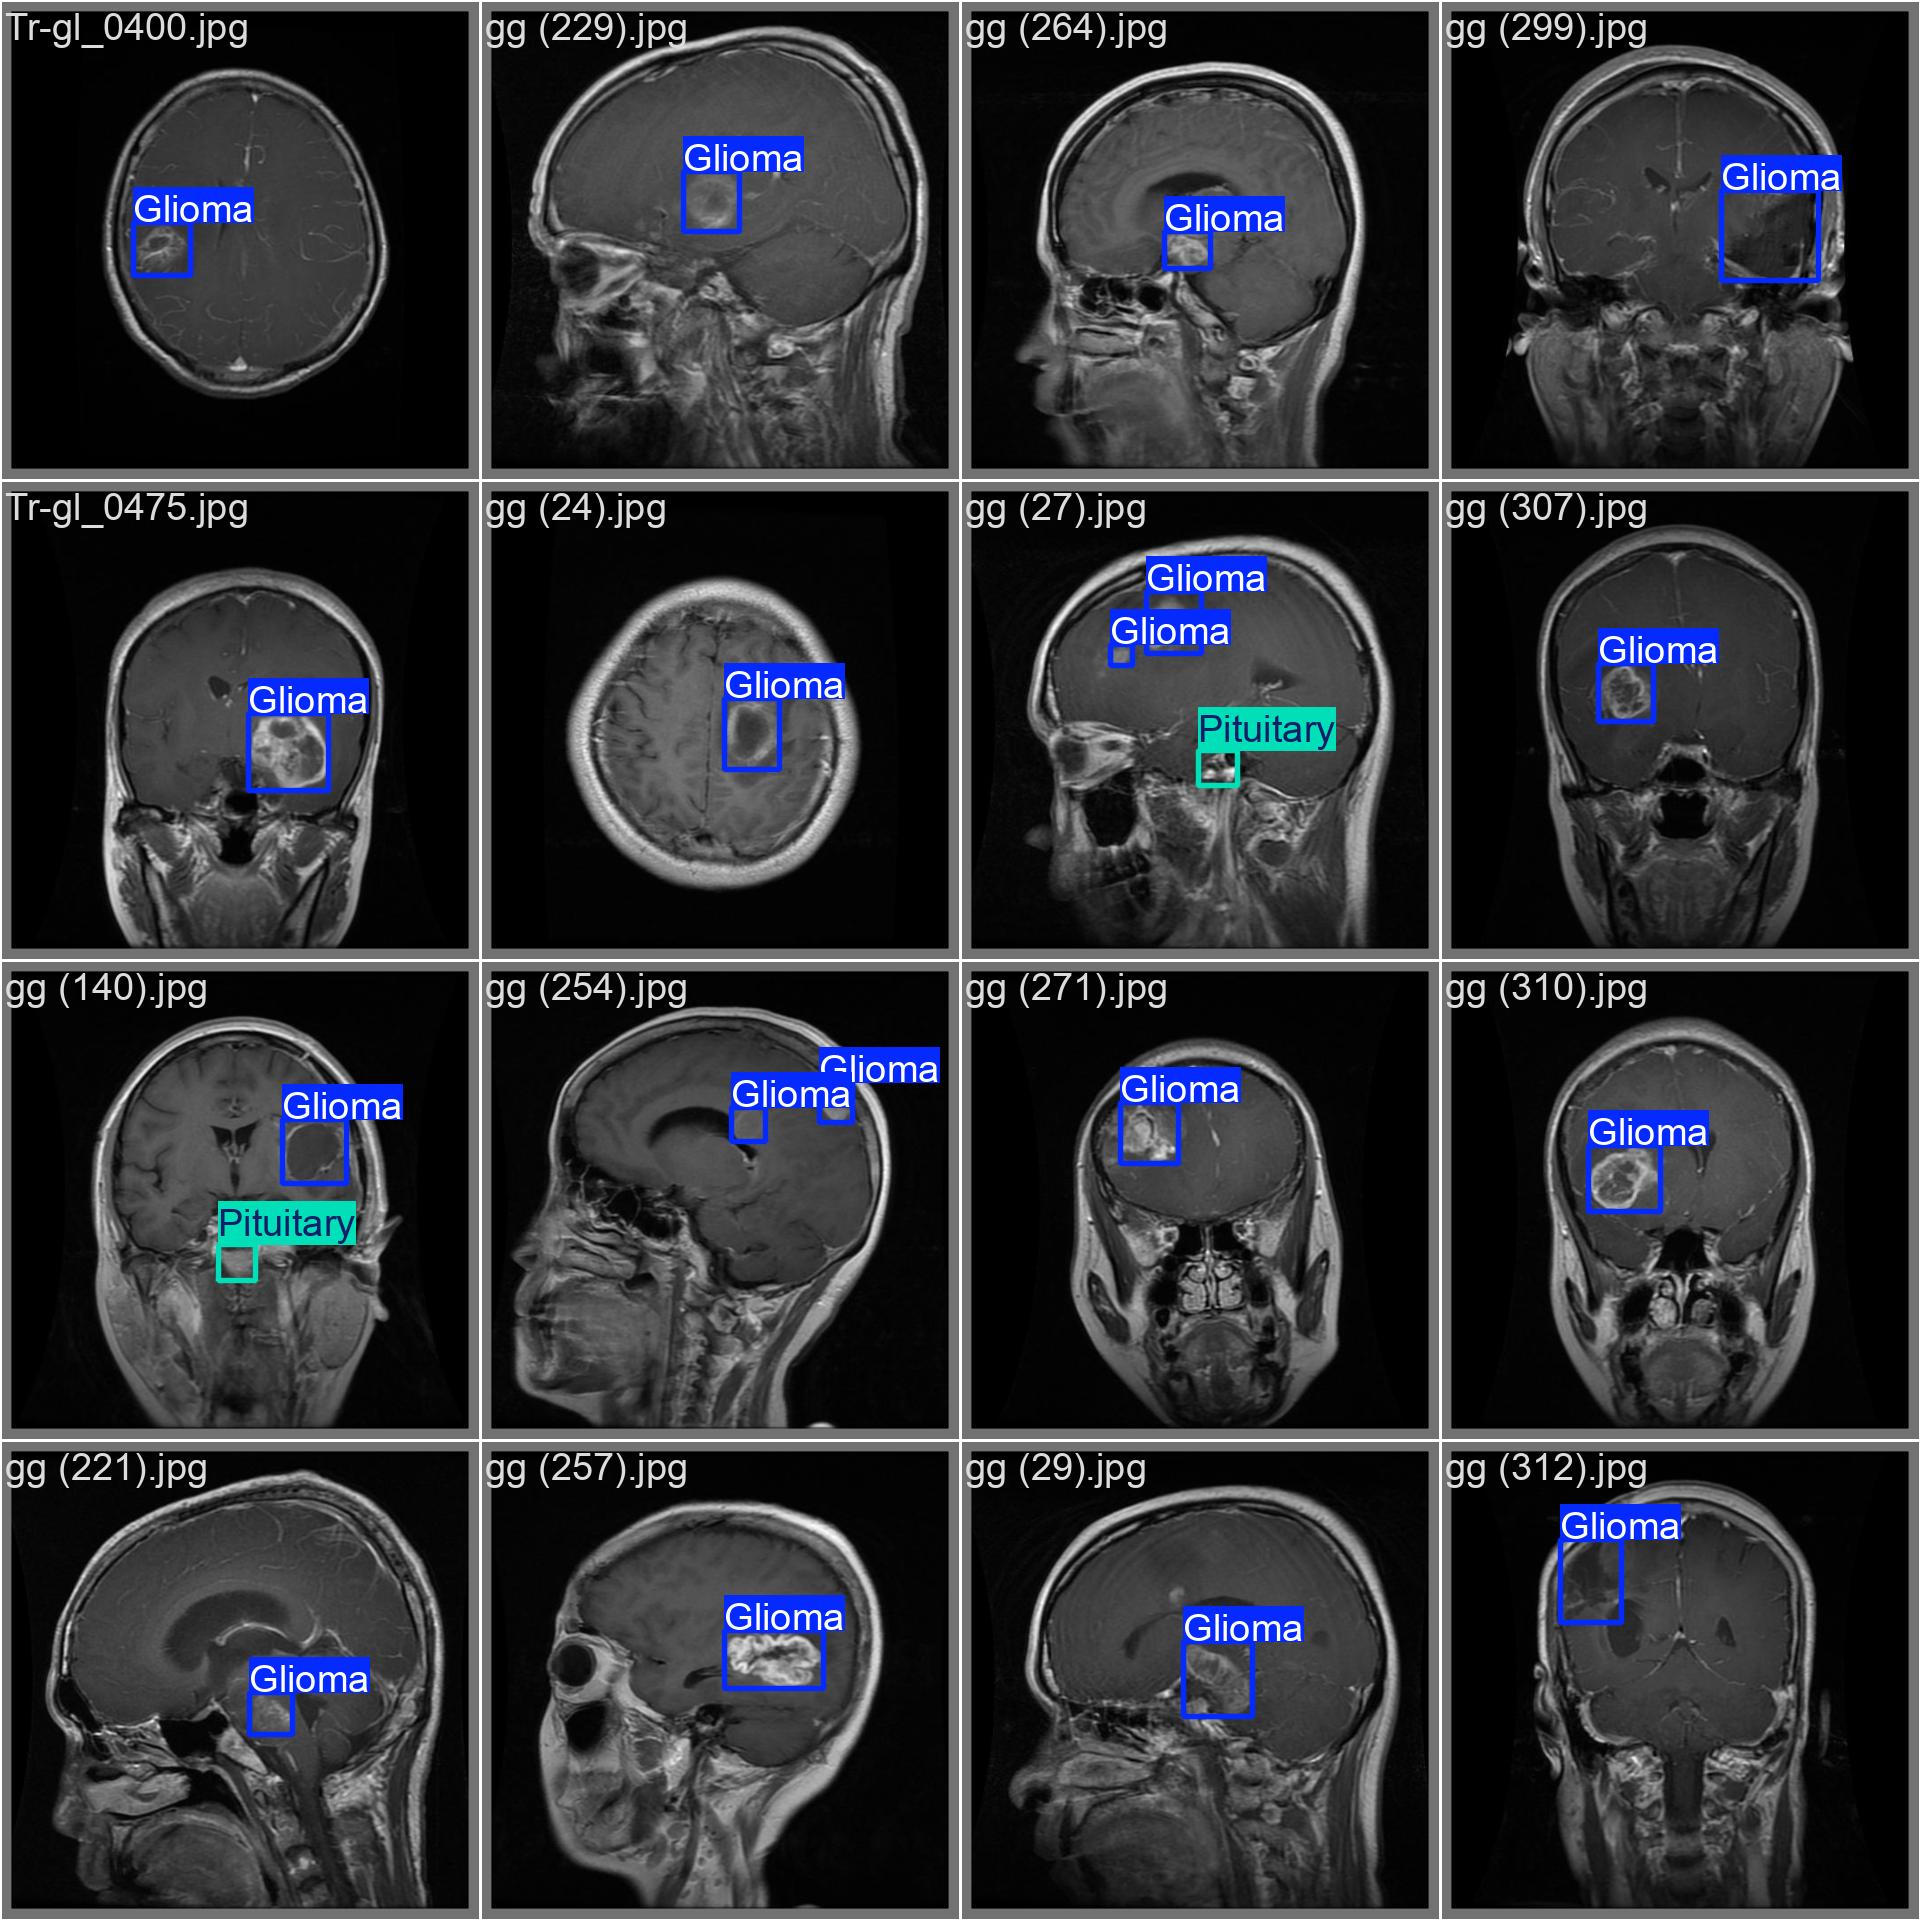 Tr-gl_0400.jpg
Glioma
gg (229).jpg
Glioma
gg (264).jpg
Glioma
gg (299).jpg
Glioma
Tr-gl_0475.jpg
Glioma
gg (24).jpg
Glioma
gg (27).jpg
Glioma
Glioma
Pituitary
gg (307).jpg
Glioma
gg (140).jpg
Glioma
Pituitary
gg (254).jpg
Glioma
Glioma
gg (271).jpg
Glioma
gg (310).jpg
Glioma
gg (221).jpg
Glioma
gg (257).jpg
Glioma
gg (29).jpg
Glioma
gg (312).jpg
Glioma